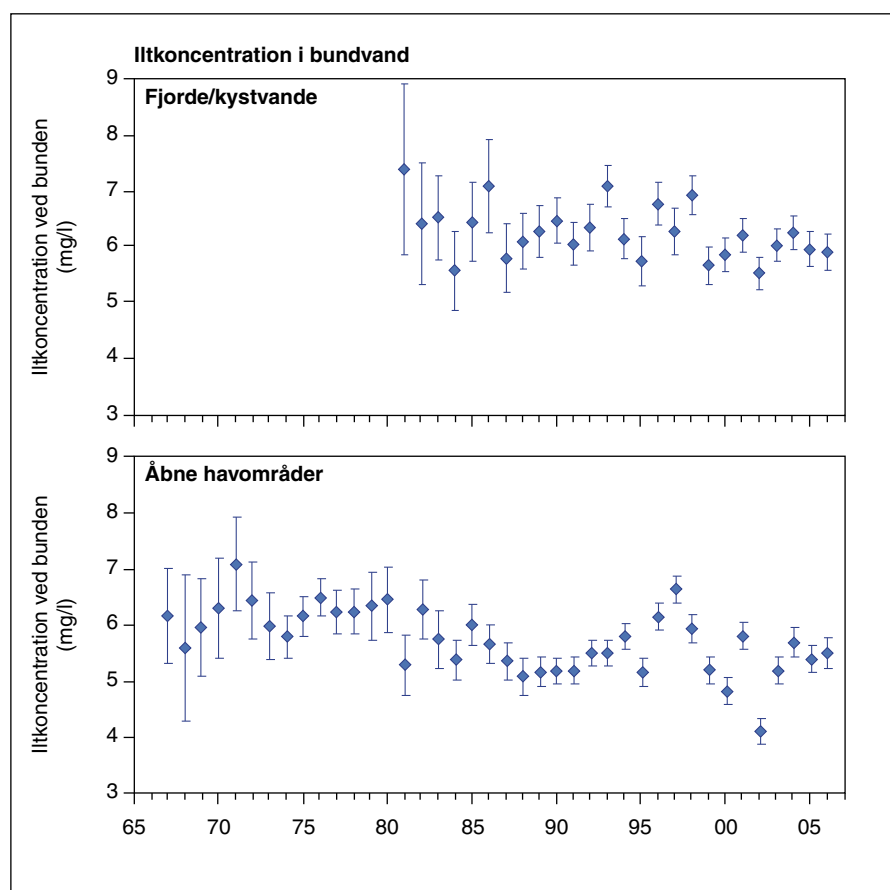 Iltkoncentration i bundvand
Fjorde/kystvande
Iltkoncentration ved bunden
(mg/l)
9
8
7
6
5
4
3
Åbne havområder
Iltkoncentration ved bunden
(mg/l)
9
8
7
6
5
4
3
65 70 75 80 85 90 95 00 05